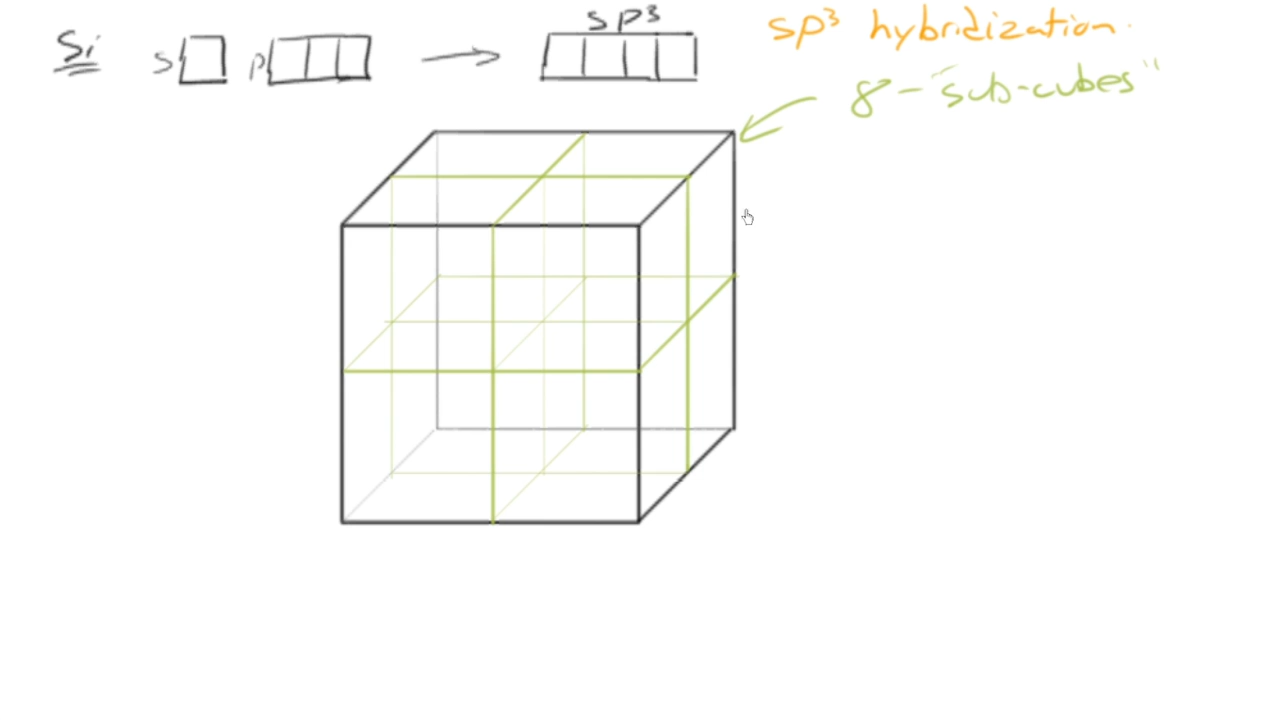 Si s p → sp³
sp³ hybridization.
8 - "sub-cubes"